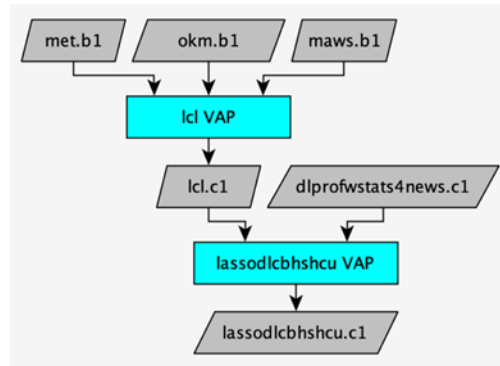 met.b1
okm.b1
maws.b1
lcl VAP
lcl.c1
dlprofwstats4news.c1
lassodlcbhshcu VAP
lassodlcbhshcu.c1